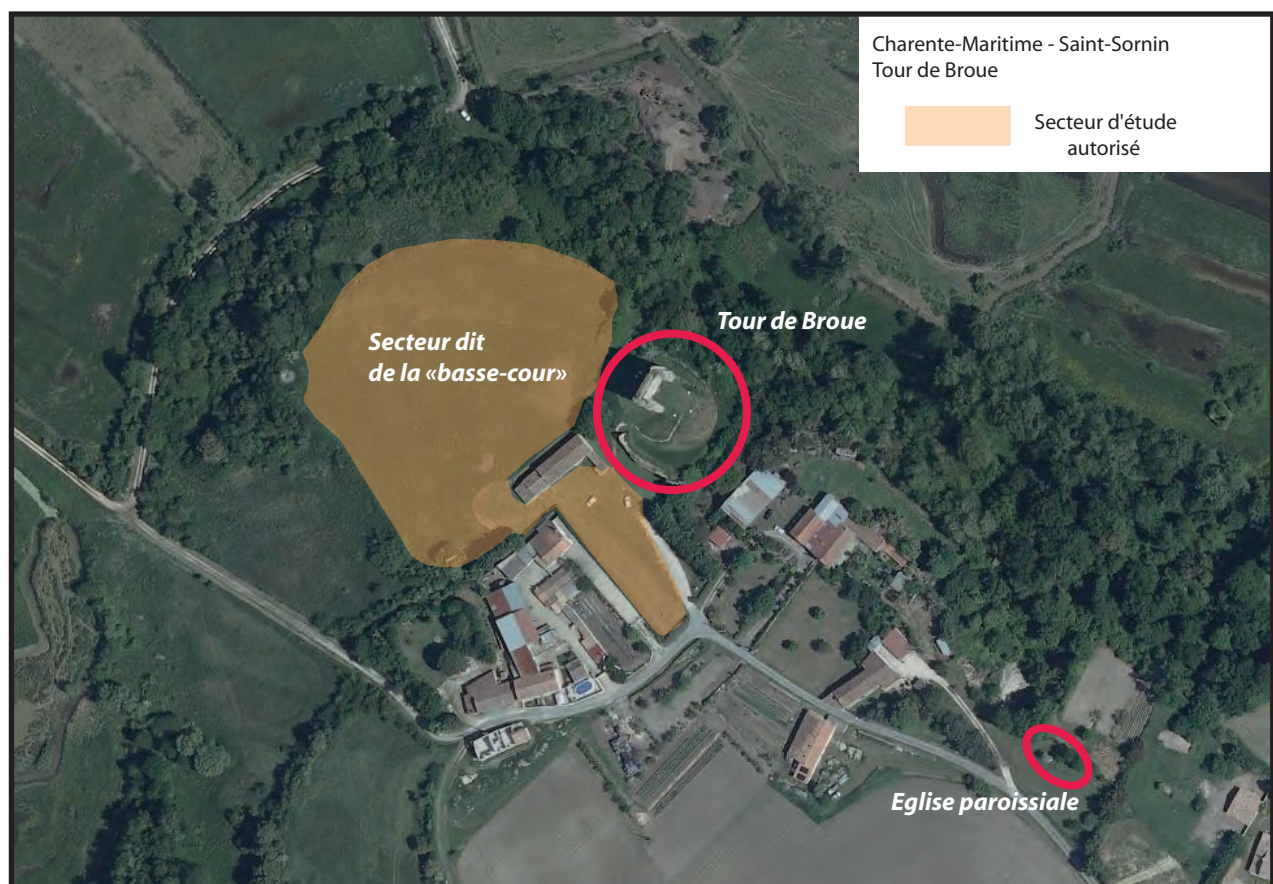 Charente-Maritime - Saint-Sornin
Tour de Broue
Secteur d'étude
autorisé
Tour de Broue
Secteur dit
de la «basse-cour»
Eglise paroissiale